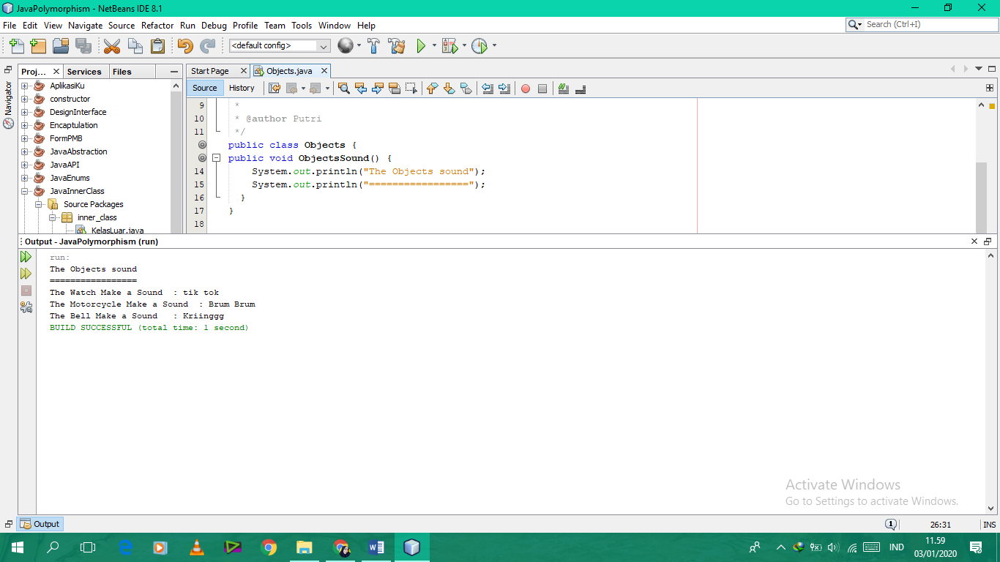 JavaPolymorphism - NetBeans IDE 8.1
File Edit View Navigate Source Refactor Run Debug Profile Team Tools Window Help
Search (Ctrl+I)
<default config>
Proj... Services Files
Start Page Objects.java
Navigator
AplikasiKu
constructor
DesignInterface
Encaptulation
FormPMB
JavaAbstraction
JavaAPI
JavaEnums
JavaInnerClass
Source Packages
inner_class
KelasLuar.java
Source History
9 *
10 * @author Putri
11 */
public class Objects {
public void ObjectsSound() {
14 System.out.println("The Objects sound");
15 System.out.println("=================");
16 }
17 }
18
Output - JavaPolymorphism (run)
run:
The Objects sound
=================
The Watch Make a Sound  : tik tok
The Motorcycle Make a Sound  : Brum Brum
The Bell Make a Sound   : Kriinggg
BUILD SUCCESSFUL (total time: 1 second)
Activate Windows
Go to Settings to activate Windows.
Output
1 26:31 INS
IND
11.59
03/01/2020